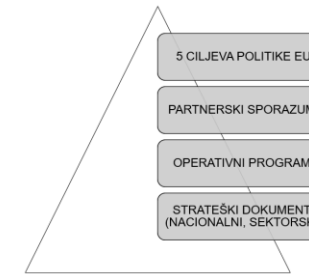 5 CILJEVA POLITIKE EU
PARTNERSKI SPORAZUM
OPERATIVNI PROGRAM
STRATEŠKI DOKUMENT
(NACIONALNI, SEKTORSK